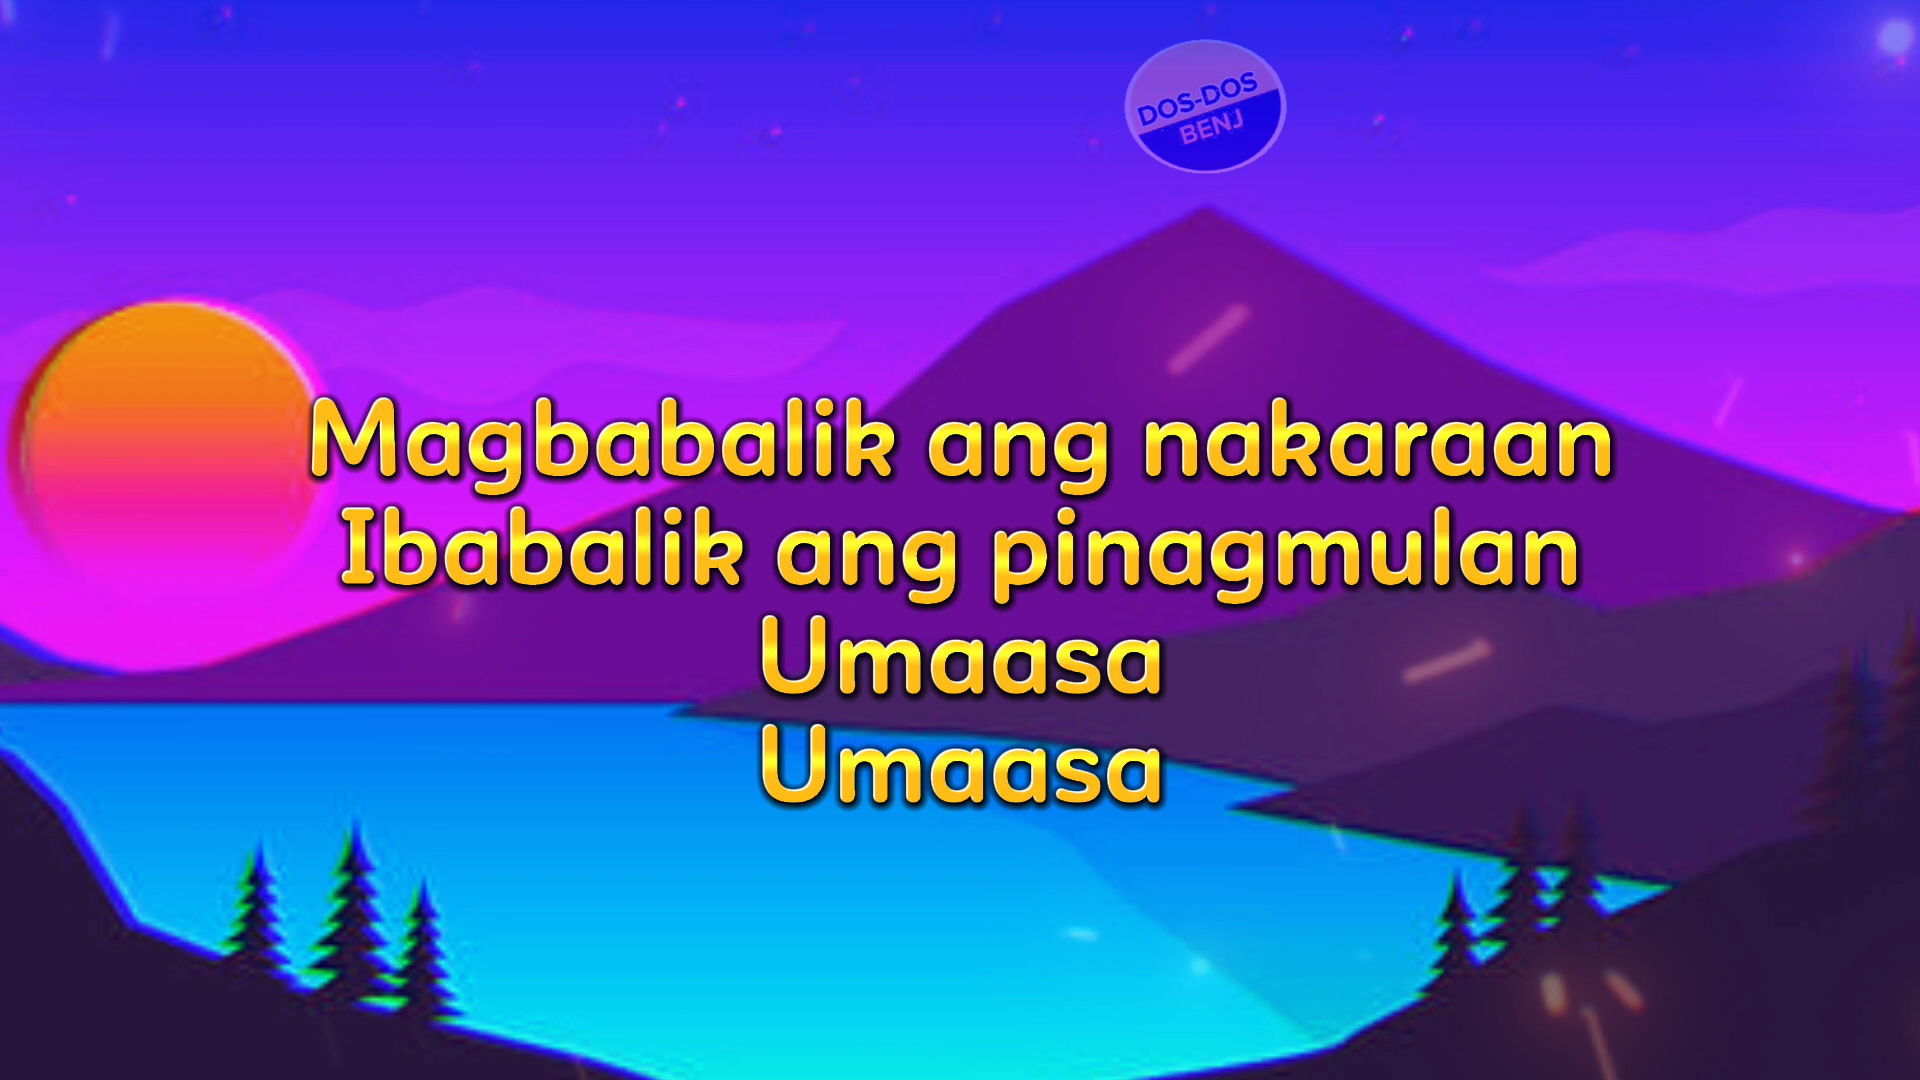 DOS-DOS
BENJ
Magbabalik ang nakaraan
Ibabalik ang pinagmulan
Umaasa
Umaasa